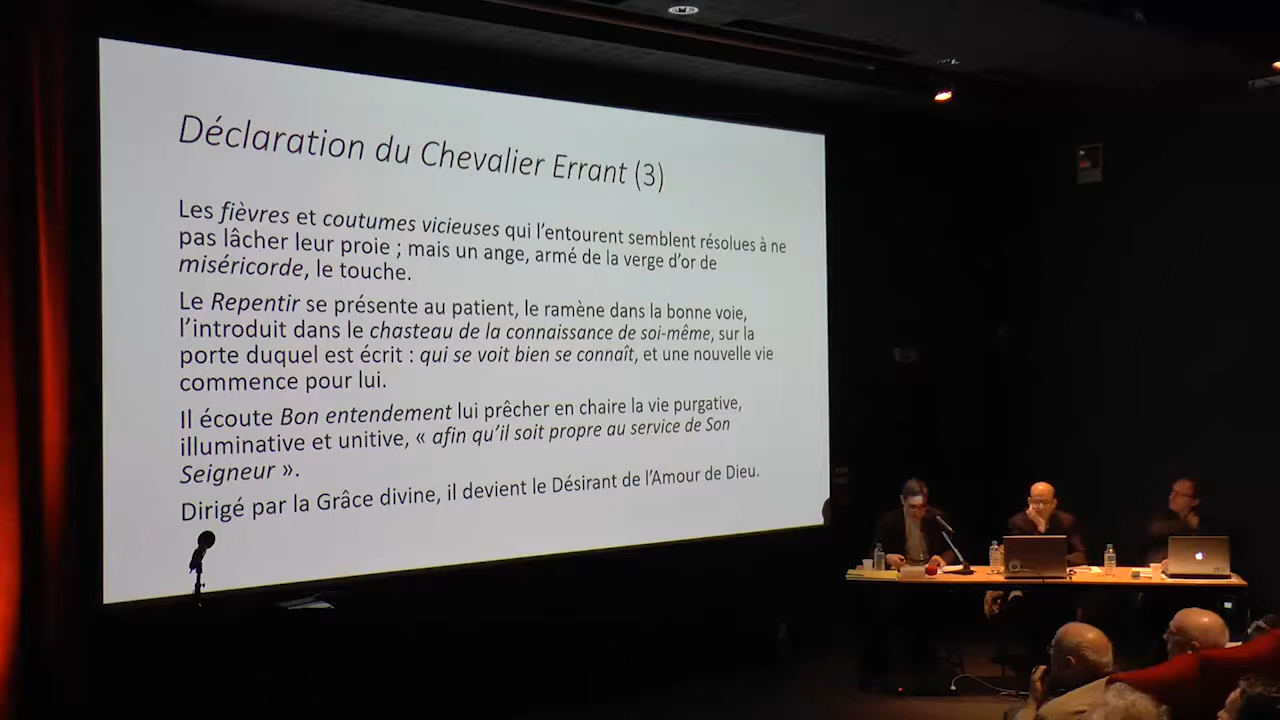 Déclaration du Chevalier Errant (3)
Les fièvres et coutumes vicieuses qui l'entourent semblent résolues à ne
pas lâcher leur proie ; mais un ange, armé de la verge d'or de
miséricorde, le touche.
Le Repentir se présente au patient, le ramène dans la bonne voie,
l'introduit dans le chasteau de la connaissance de soi-même, sur la
porte duquel est écrit : qui se voit bien se connaît, et une nouvelle vie
commence pour lui.
Il écoute Bon entendement lui prêcher en chaire la vie purgative,
illuminative et unitive, « afin qu'il soit propre au service de Son
Seigneur ».
Dirigé par la Grâce divine, il devient le Désirant de l'Amour de Dieu.